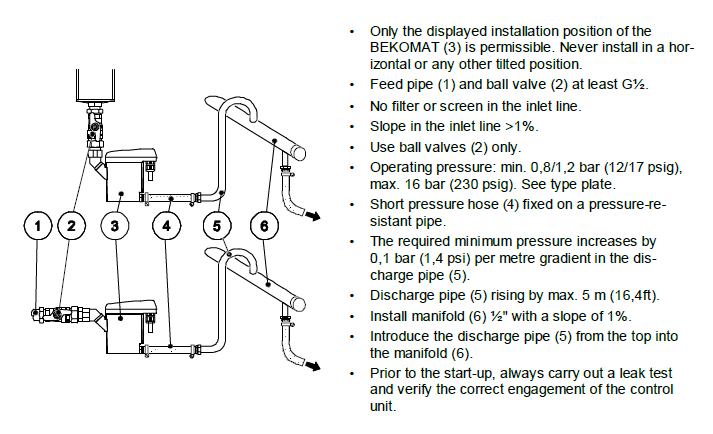 1
2
3
4
5
6
• Only the displayed installation position of the
BEKOMAT (3) is permissible. Never install in a hor-
izontal or any other tilted position.
• Feed pipe (1) and ball valve (2) at least G½.
• No filter or screen in the inlet line.
• Slope in the inlet line >1%.
• Use ball valves (2) only.
• Operating pressure: min. 0,8/1,2 bar (12/17 psig),
max. 16 bar (230 psig). See type plate.
• Short pressure hose (4) fixed on a pressure-re-
sistant pipe.
• The required minimum pressure increases by
0,1 bar (1,4 psi) per metre gradient in the dis-
charge pipe (5).
• Discharge pipe (5) rising by max. 5 m (16,4ft).
• Install manifold (6) ½" with a slope of 1%.
• Introduce the discharge pipe (5) from the top into
the manifold (6).
• Prior to the start-up, always carry out a leak test
and verify the correct engagement of the control
unit.